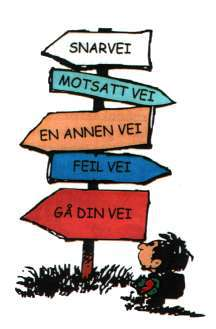 SNARVEI
MOTSATT VEI
EN ANNEN VEI
FEIL VEI
GÅ DIN VEI